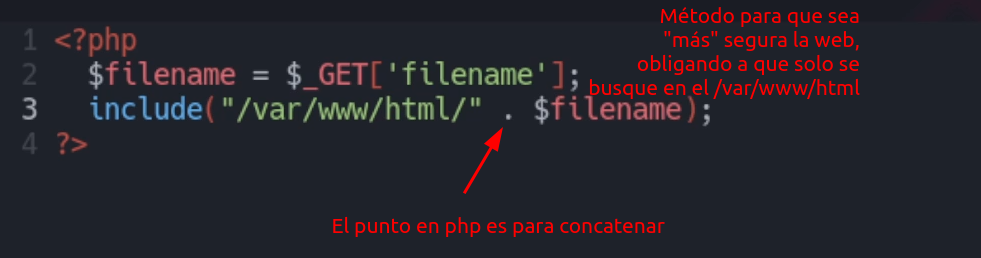 Método para que sea
"más" segura la web,
obligando a que solo se
busque en el /var/www/html
1 <?php
2 $filename = $_GET['filename'];
3 include("/var/www/html/" . $filename);
4 ?>
El punto en php es para concatenar